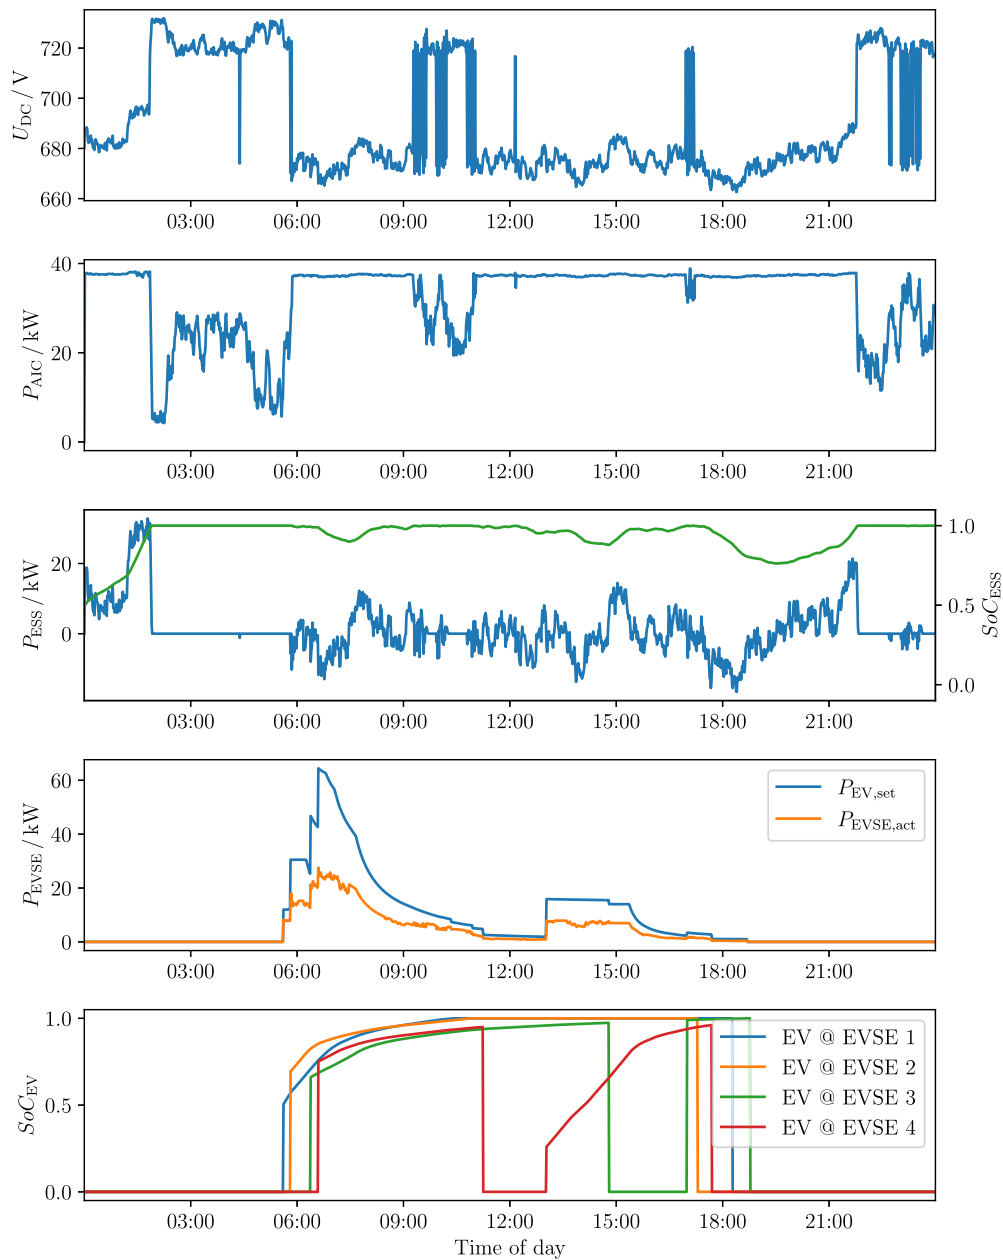 U_DC / V
720
700
680
660
03:00 06:00 09:00 12:00 15:00 18:00 21:00
P_AIC / kW
40
20
0
03:00 06:00 09:00 12:00 15:00 18:00 21:00
P_ESS / kW
20
0
1.0
0.5
0.0
SoC_ESS
03:00 06:00 09:00 12:00 15:00 18:00 21:00
P_EVSE / kW
60
40
20
0
P_EV,set
P_EVSE,act
03:00 06:00 09:00 12:00 15:00 18:00 21:00
SoC_EV
1.0
0.5
0.0
EV @ EVSE 1
EV @ EVSE 2
EV @ EVSE 3
EV @ EVSE 4
03:00 06:00 09:00 12:00 15:00 18:00 21:00
Time of day